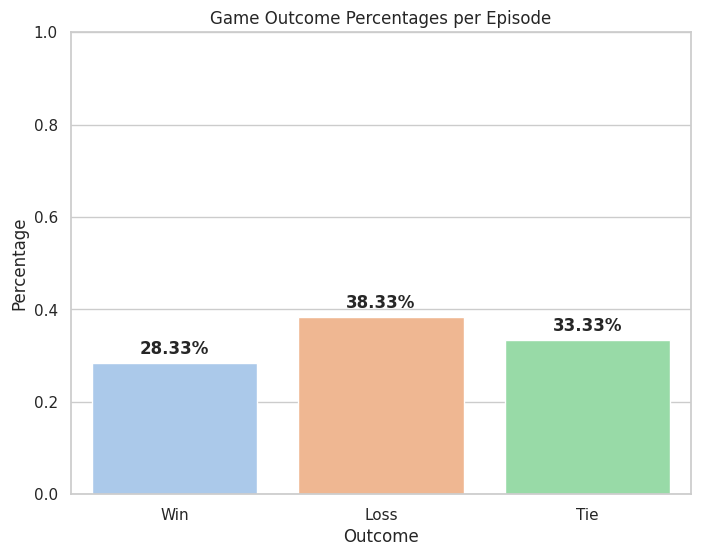 Game Outcome Percentages per Episode
1.0
0.8
0.6
0.4
0.2
0.0
Percentage
28.33%
38.33%
33.33%
Win
Loss
Tie
Outcome